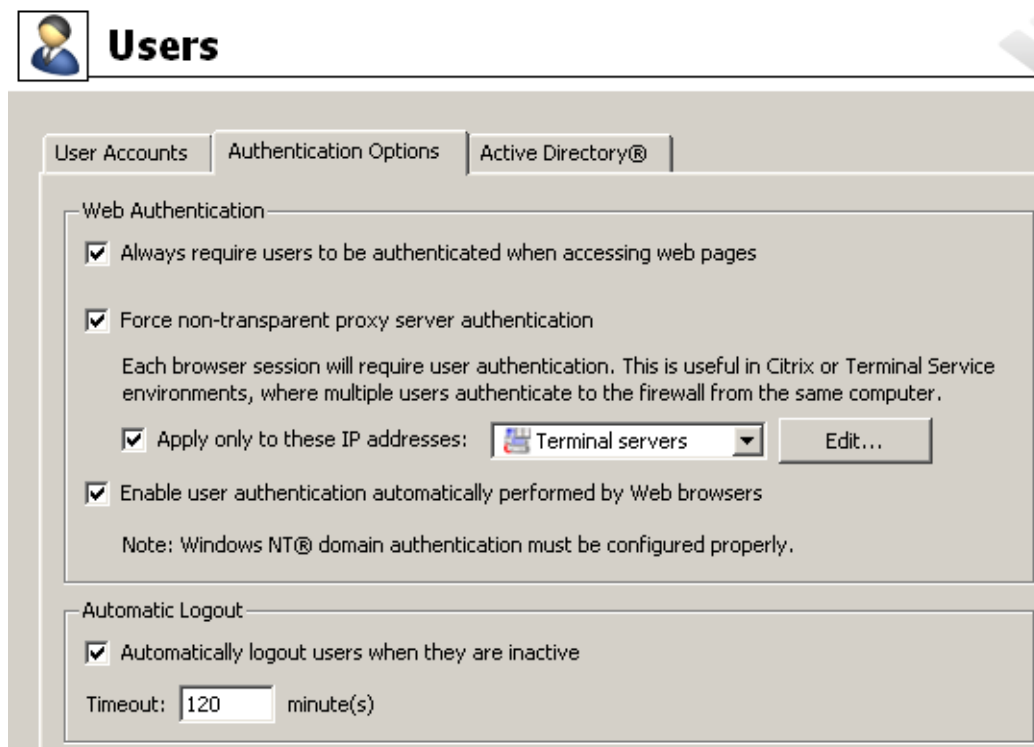 Users
User Accounts
Authentication Options
Active Directory®
Web Authentication
Always require users to be authenticated when accessing web pages
Force non-transparent proxy server authentication
Each browser session will require user authentication. This is useful in Citrix or Terminal Service
environments, where multiple users authenticate to the firewall from the same computer.
Apply only to these IP addresses: Terminal servers Edit...
Enable user authentication automatically performed by Web browsers
Note: Windows NT® domain authentication must be configured properly.
Automatic Logout
Automatically logout users when they are inactive
Timeout: 120 minute(s)